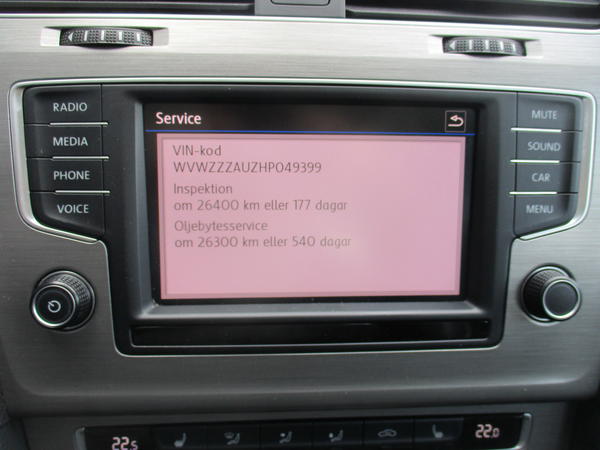 RADIO
MEDIA
PHONE
VOICE
Service
VIN-kod
WVWZZZAUZHP049399
Inspektion
om 26400 km eller 177 dagar
Oljebytesservice
om 26300 km eller 540 dagar
MUTE
SOUND
CAR
MENU
22.5
22.0